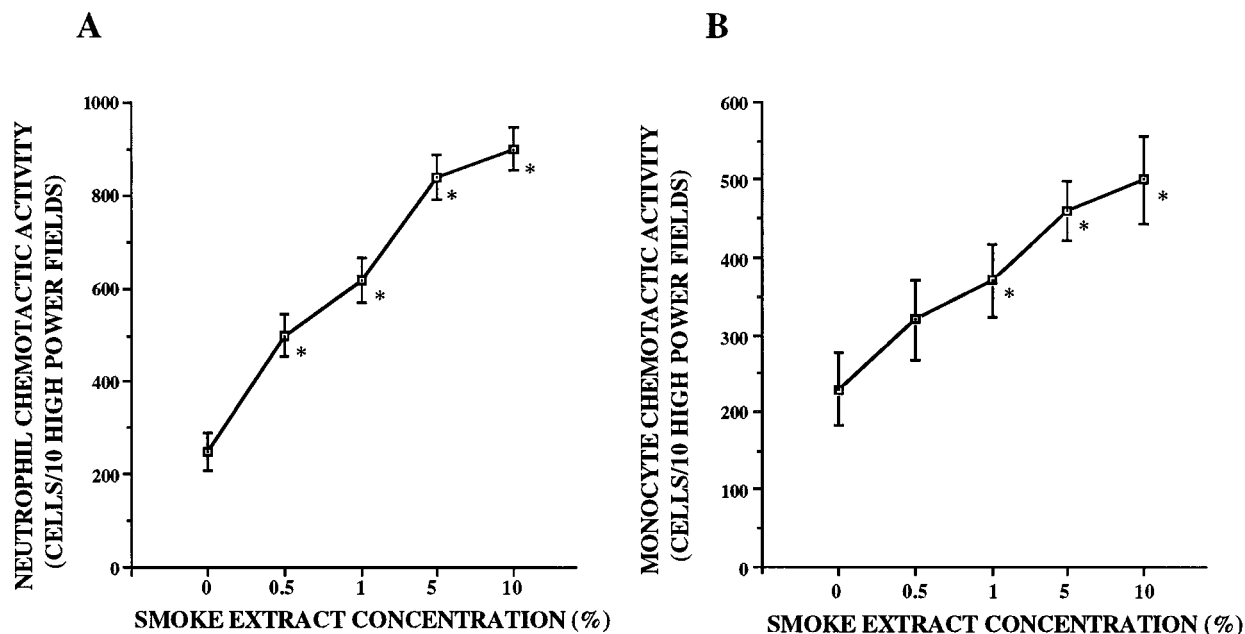 A
NEUTROPHIL CHEMOTACTIC ACTIVITY
(CELLS/10 HIGH POWER FIELDS)
1000
800
600
400
200
0
0 0.5 1 5 10
* * * *
SMOKE EXTRACT CONCENTRATION (%)
B
MONOCYTE CHEMOTACTIC ACTIVITY
(CELLS/10 HIGH POWER FIELDS)
600
500
400
300
200
100
0
0 0.5 1 5 10
* * *
SMOKE EXTRACT CONCENTRATION (%)